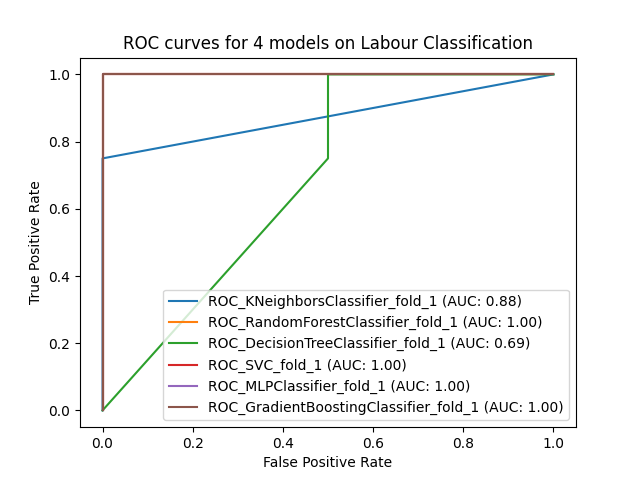 ROC curves for 4 models on Labour Classification
True Positive Rate
1.0
0.8
0.6
0.4
0.2
0.0
ROC_KNeighborsClassifier_fold_1 (AUC: 0.88)
ROC_RandomForestClassifier_fold_1 (AUC: 1.00)
ROC_DecisionTreeClassifier_fold_1 (AUC: 0.69)
ROC_SVC_fold_1 (AUC: 1.00)
ROC_MLPClassifier_fold_1 (AUC: 1.00)
ROC_GradientBoostingClassifier_fold_1 (AUC: 1.00)
0.0 0.2 0.4 0.6 0.8 1.0
False Positive Rate